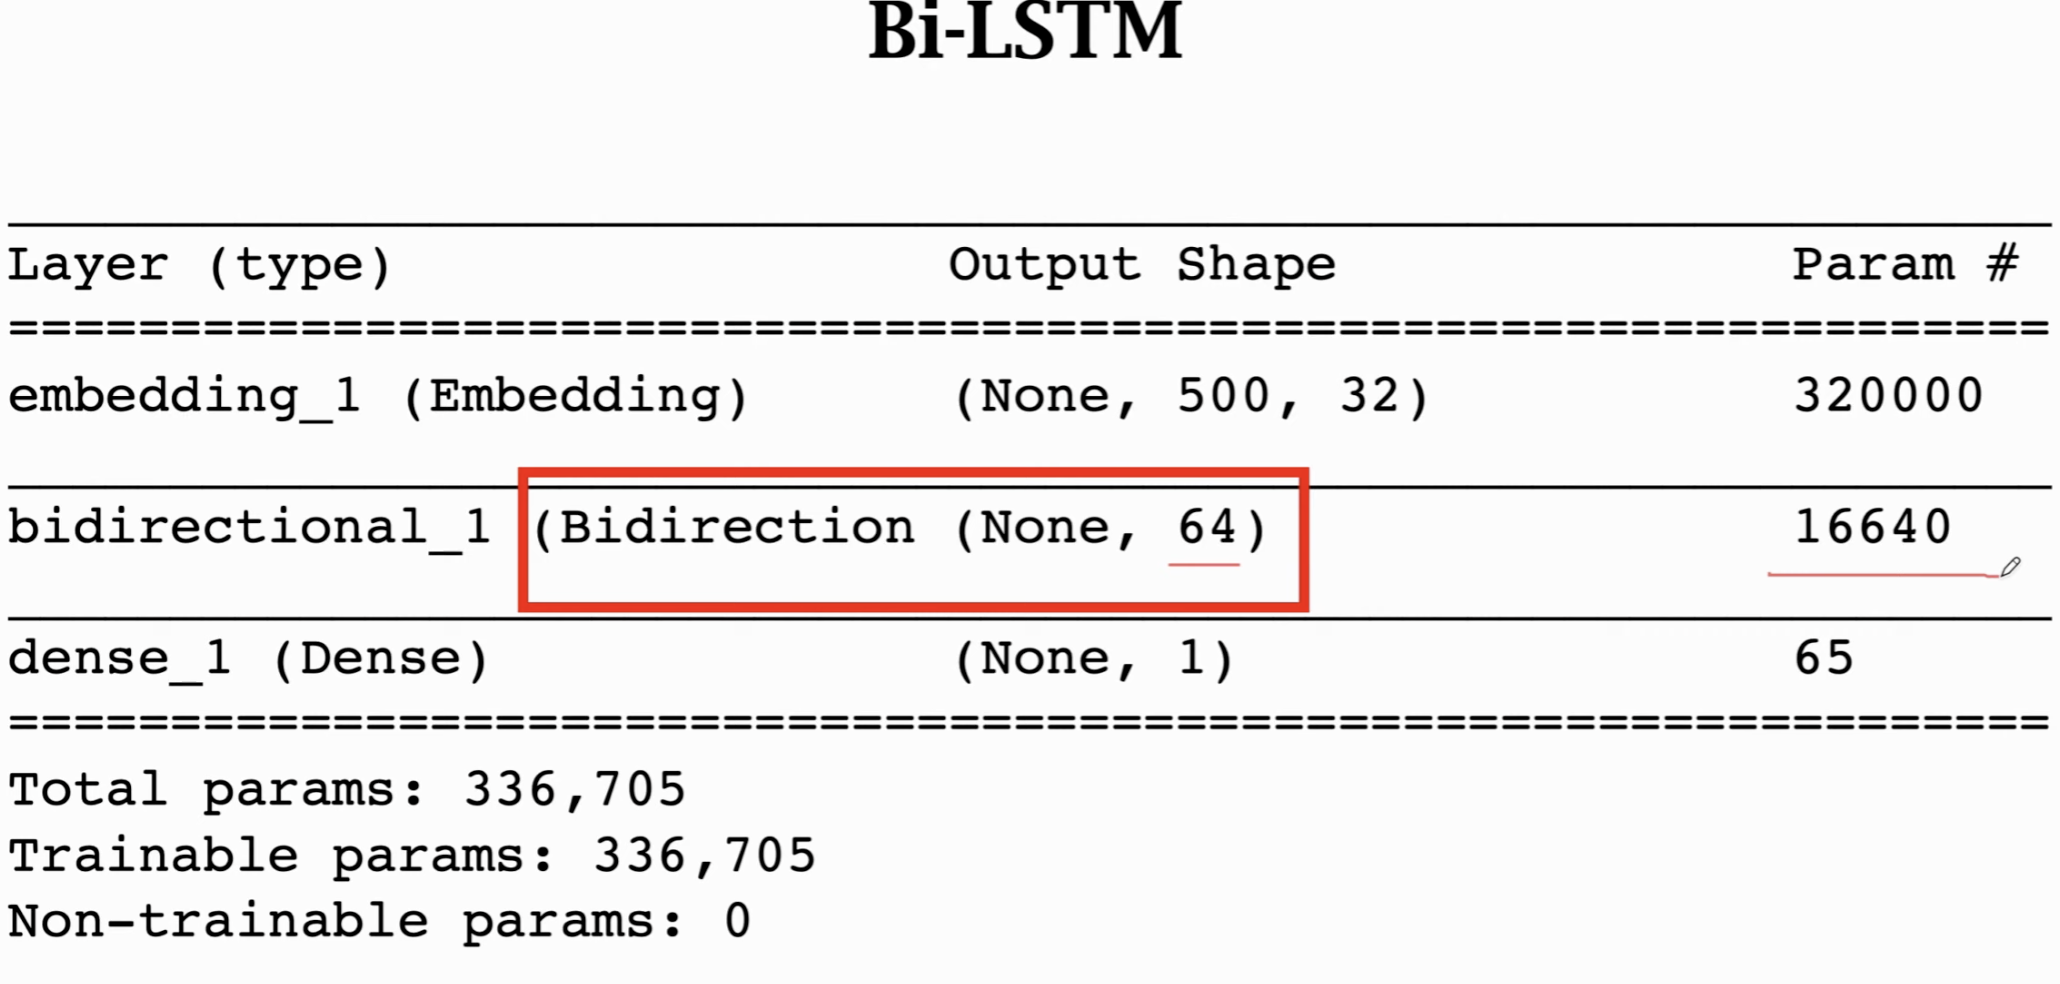 Bi-LSTM
Layer (type) Output Shape Param #
=================================================================
embedding_1 (Embedding) (None, 500, 32) 320000
bidirectional_1 (Bidirection (None, 64) 16640
dense_1 (Dense) (None, 1) 65
=================================================================
Total params: 336,705
Trainable params: 336,705
Non-trainable params: 0